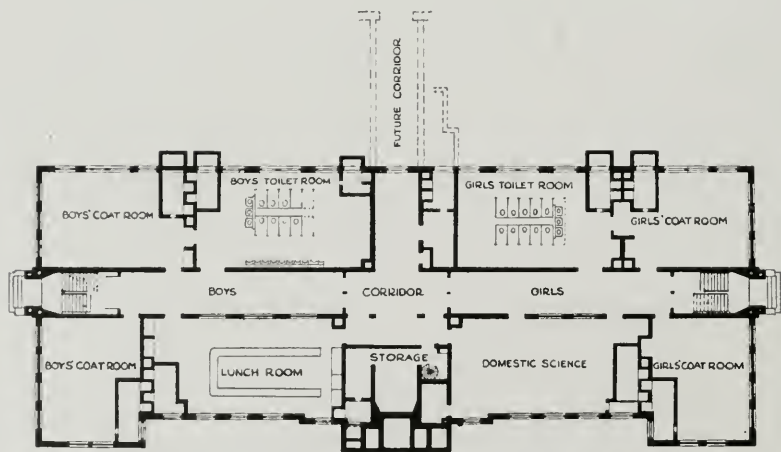 FUTURE CORRIDOR
BOYS TOILET ROOM
GIRLS TOILET ROOM
BOYS' COAT ROOM
GIRLS' COAT ROOM
BOYS
CORRIDOR
GIRLS
BOYS' COAT ROOM
LUNCH ROOM
STORAGE
DOMESTIC SCIENCE
GIRLS' COAT ROOM